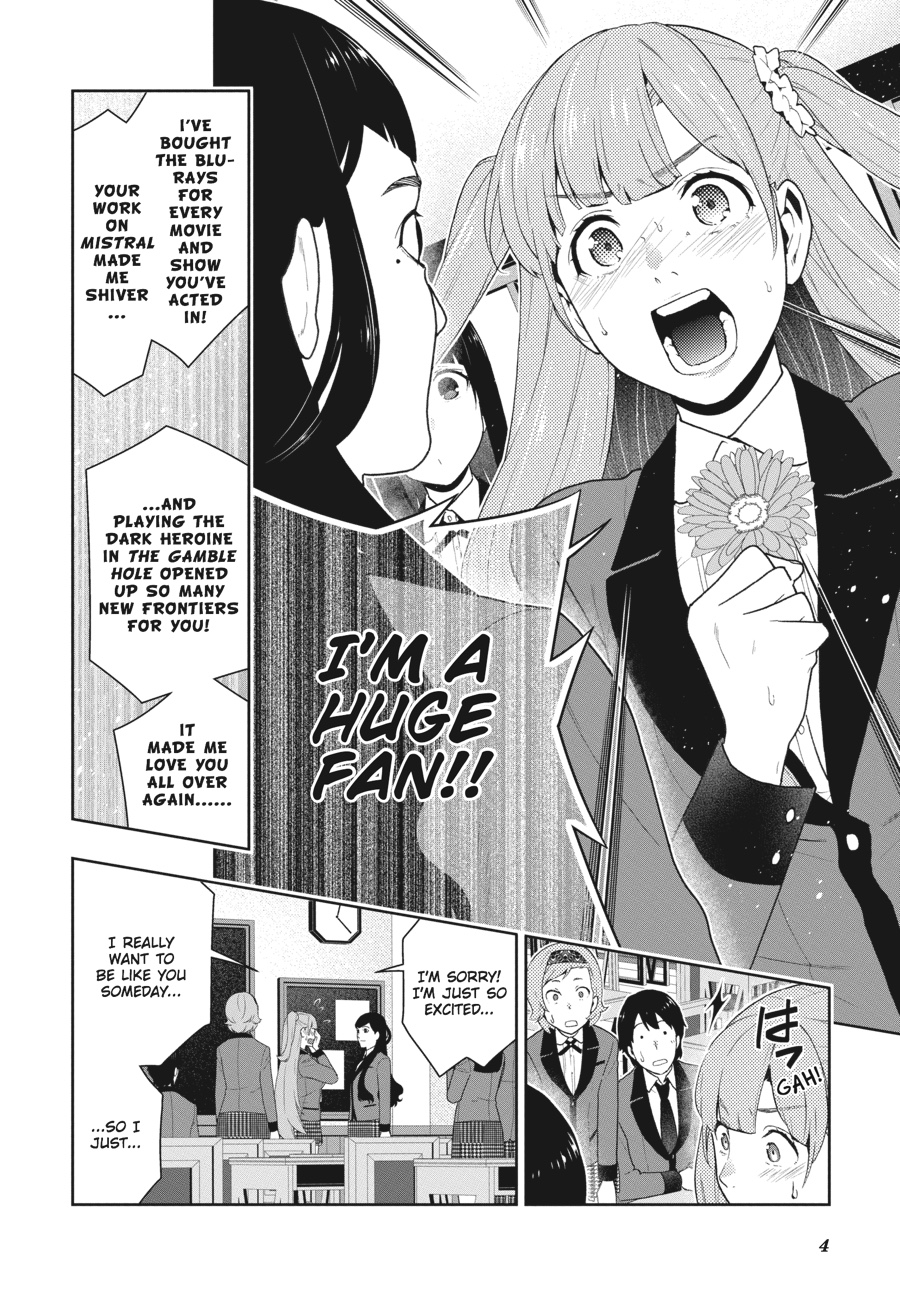 I'M A
HUGE
FAN!!
I'VE
BOUGHT
THE BLU-
RAYS
FOR
EVERY
MOVIE
AND
SHOW
YOU'VE
ACTED
IN!
YOUR
WORK
ON
MISTRAL
MADE
ME
SHIVER
...
...AND
PLAYING THE
DARK HEROINE
IN THE GAMBLE
HOLE OPENED
UP SO MANY
NEW FRONTIERS
FOR YOU!
IT
MADE ME
LOVE YOU
ALL OVER
AGAIN......
はっ
GAH!
I'M SORRY!
I'M JUST SO
EXCITED...
I REALLY
WANT TO
BE LIKE YOU
SOMEDAY...
...SO I
JUST...
4